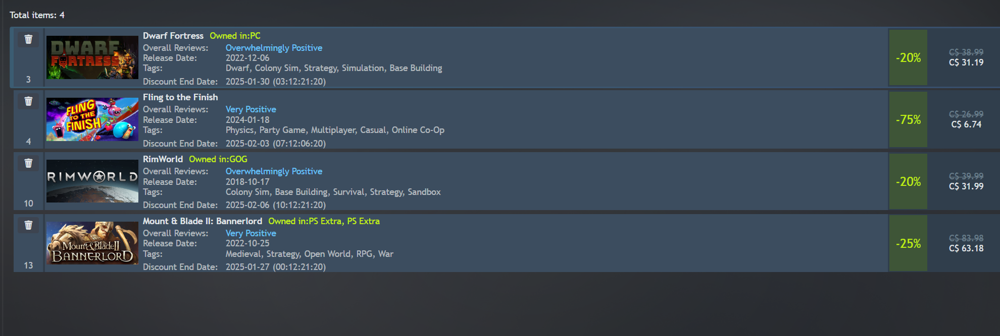 Total items: 4
DWARF
FORTRESS
Dwarf Fortress Owned in:PC
Overall Reviews: Overwhelmingly Positive
Release Date: 2022-12-06
Tags: Dwarf, Colony Sim, Strategy, Simulation, Base Building
3
Discount End Date: 2025-01-30 (03:12:21:20)
-20%
C$ 38.99
C$ 31.19
FLING
TO THE
FINISH
Fling to the Finish
Overall Reviews: Very Positive
Release Date: 2024-01-18
Tags: Physics, Party Game, Multiplayer, Casual, Online Co-Op
4
Discount End Date: 2025-02-03 (07:12:06:20)
-75%
C$ 26.99
C$ 6.74
RIMWORLD
RimWorld Owned in:GOG
Overall Reviews: Overwhelmingly Positive
Release Date: 2018-10-17
Tags: Colony Sim, Base Building, Survival, Strategy, Sandbox
10
Discount End Date: 2025-02-06 (10:12:21:20)
-20%
C$ 39.99
C$ 31.99
Mount & Blade II
BANNERLORD
Mount & Blade II: Bannerlord Owned in:PS Extra, PS Extra
Overall Reviews: Very Positive
Release Date: 2022-10-25
Tags: Medieval, Strategy, Open World, RPG, War
13
Discount End Date: 2025-01-27 (00:12:21:20)
-25%
C$ 83.98
C$ 63.18